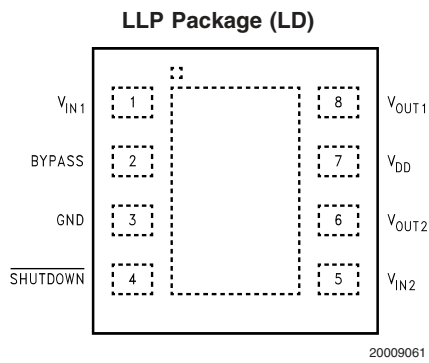 LLP Package (LD)
VIN1 1 8 VOUT1
BYPASS 2 7 VDD
GND 3 6 VOUT2
SHUTDOWN 4 5 VIN2
20009061